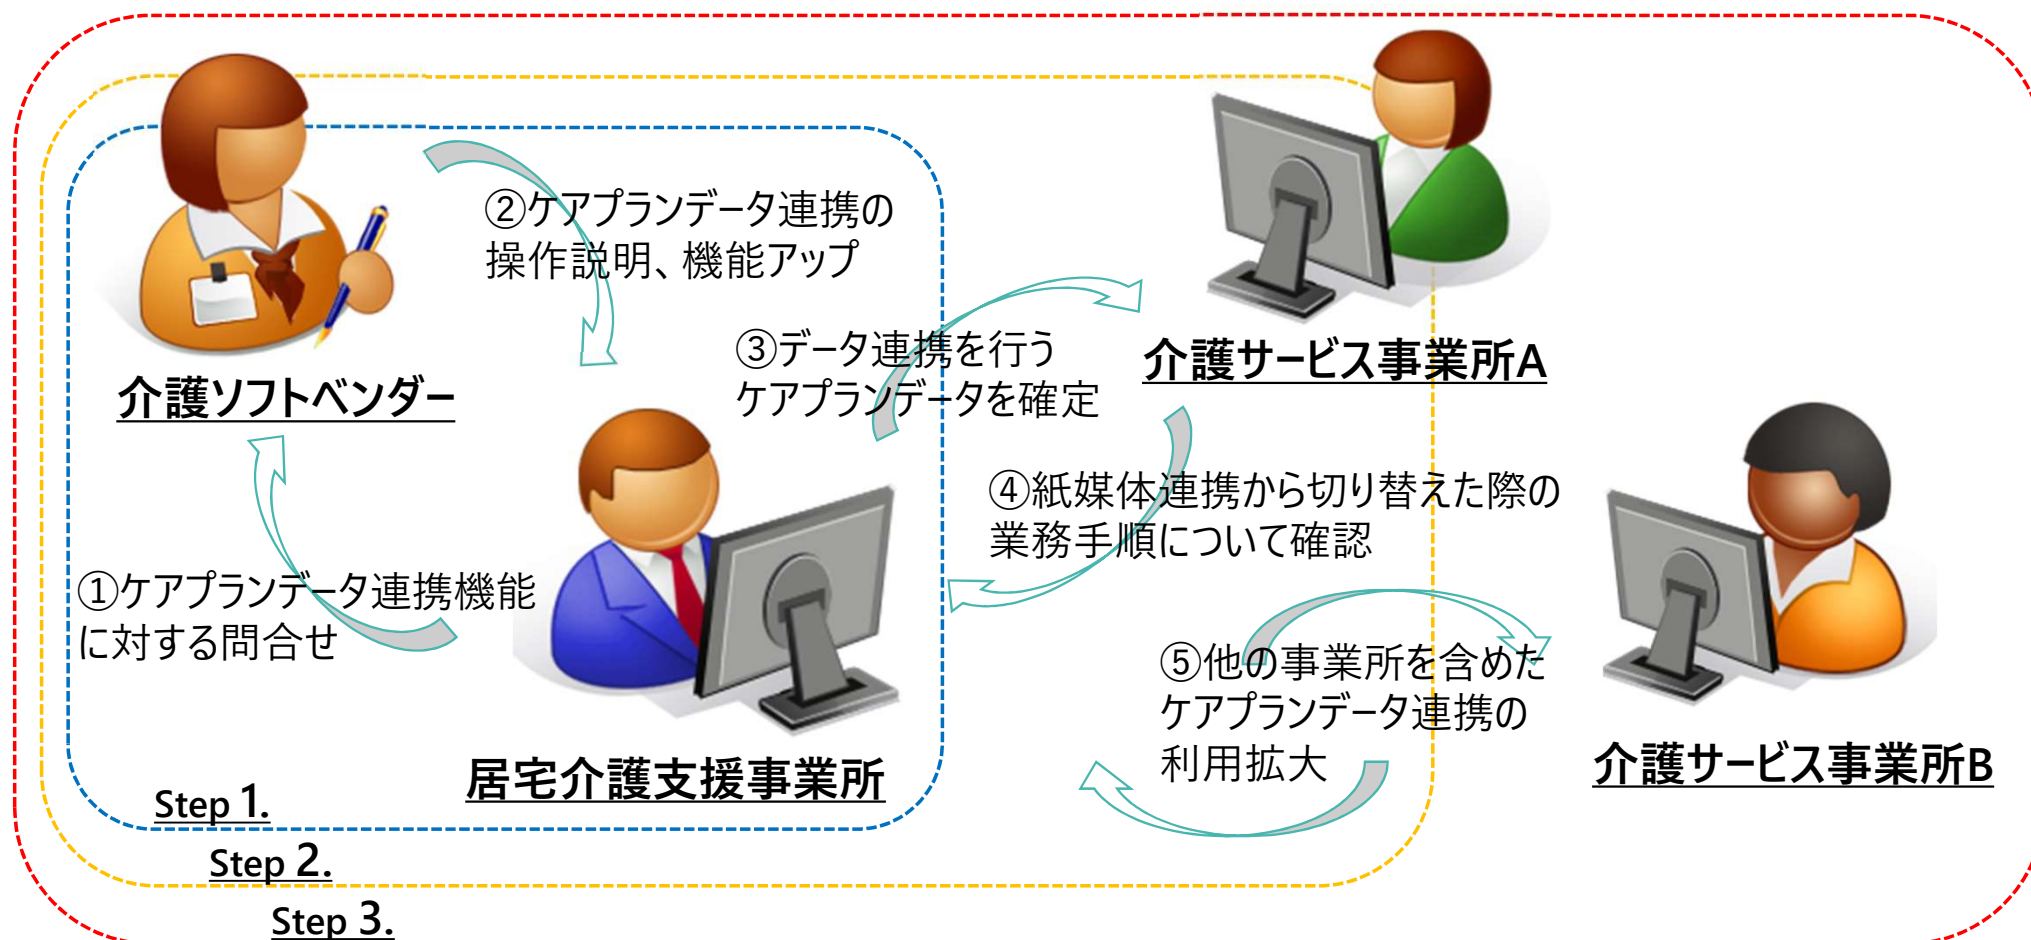 ②ケアプランデータ連携の
操作説明、機能アップ
③データ連携を行う
ケアプランデータを確定
介護サービス事業所A
介護ソフトベンダー
④紙媒体連携から切り替えた際の
業務手順について確認
①ケアプランデータ連携機能
に対する問合せ
⑤他の事業所を含めた
ケアプランデータ連携の
利用拡大
居宅介護支援事業所
介護サービス事業所B
Step 1.
Step 2.
Step 3.